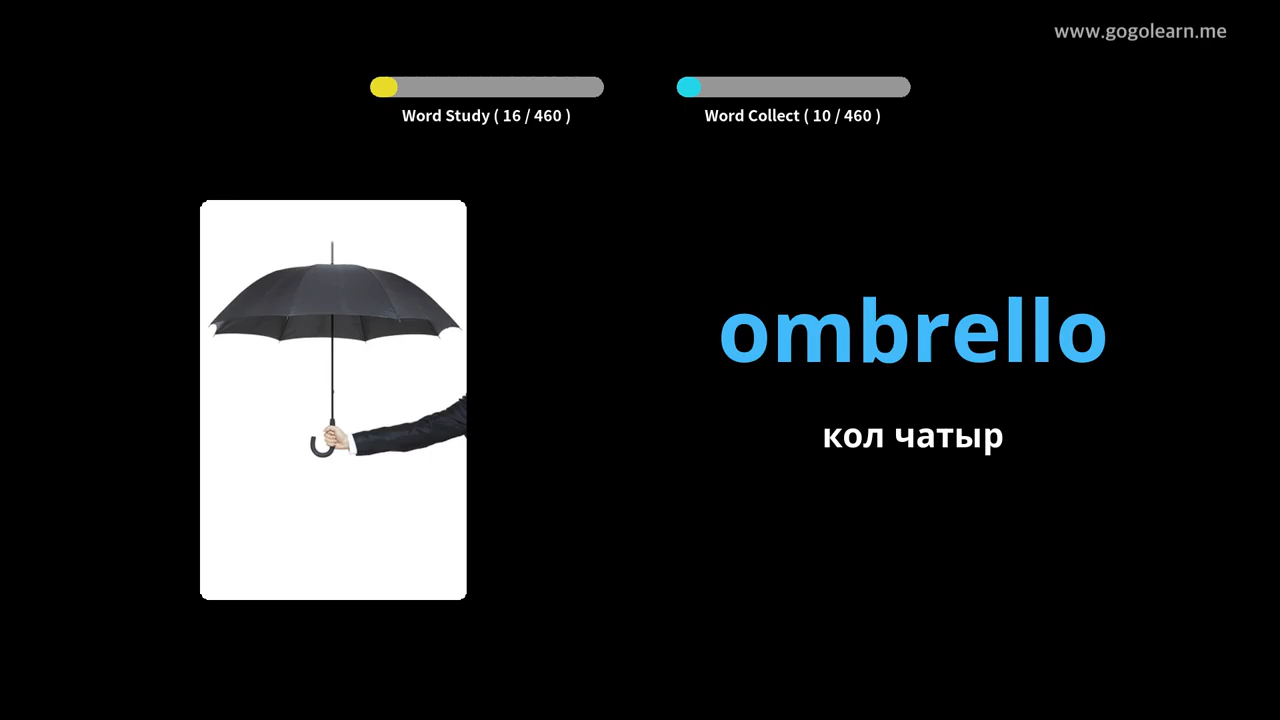 www.gogolearn.me
Word Study ( 16 / 460 )
Word Collect ( 10 / 460 )
ombrello
кол чатыр